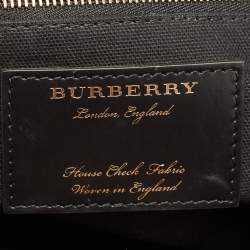 BURBERRY
London, England
House Check Fabric
Woven in England